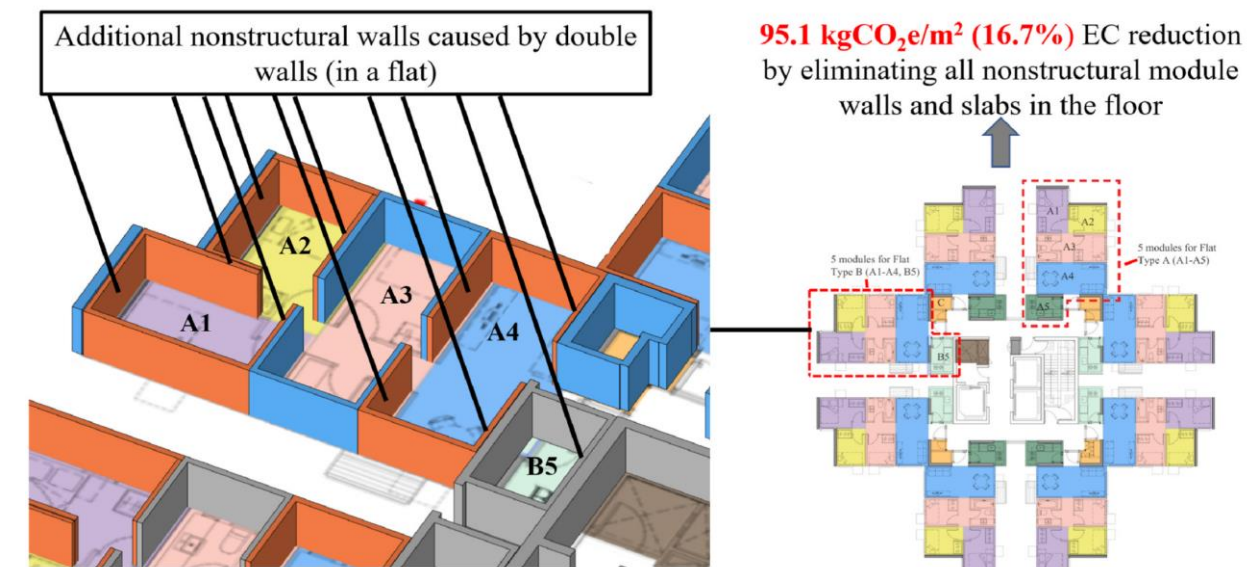 Additional nonstructural walls caused by double
walls (in a flat)
95.1 kgCO₂e/m² (16.7%) EC reduction
by eliminating all nonstructural module
walls and slabs in the floor
A1
A2
A3
A4
B5
5 modules for Flat
Type B (A1-A4, B5)
5 modules for Flat
Type A (A1-A5)
A1
A2
A3
A4
A5
C
B5